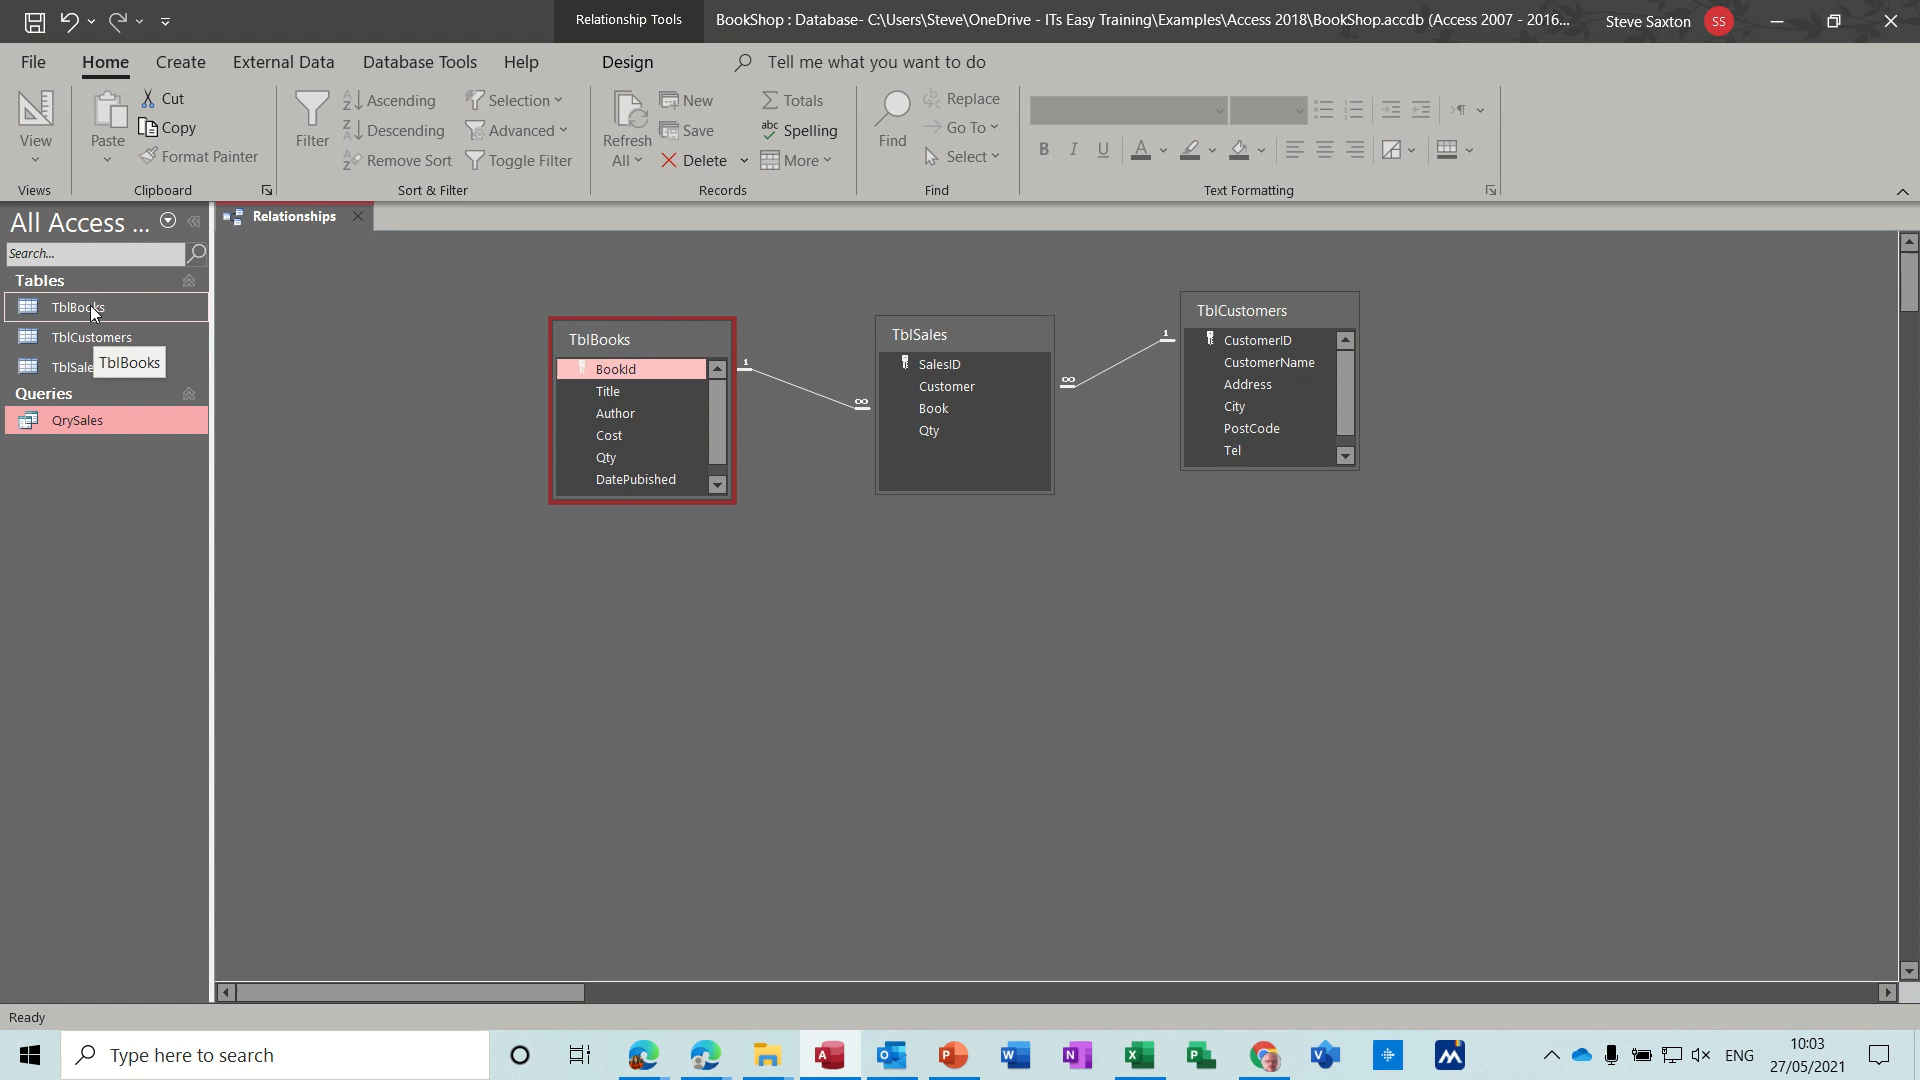 Relationship Tools
BookShop : Database- C:\Users\Steve\OneDrive - ITs Easy Training\Examples\Access 2018\BookShop.accdb (Access 2007 - 2016...
Steve Saxton
SS
File
Home
Create
External Data
Database Tools
Help
Design
Tell me what you want to do
View
Views
Paste
Cut
Copy
Format Painter
Clipboard
Filter
Ascending
Descending
Remove Sort
Selection
Advanced
Toggle Filter
Sort & Filter
Refresh
All
New
Save
Delete
Totals
Spelling
More
Records
Find
Replace
Go To
Select
Find
B I U
Text Formatting
All Access ...
Search...
Tables
TblBooks
TblCustomers
TblSale
TblBooks
Queries
QrySales
Relationships
TblBooks
BookId
Title
Author
Cost
Qty
DatePubished
1
∞
TblSales
SalesID
Customer
Book
Qty
∞
1
TblCustomers
CustomerID
CustomerName
Address
City
PostCode
Tel
Ready
Type here to search
ENG
10:03
27/05/2021